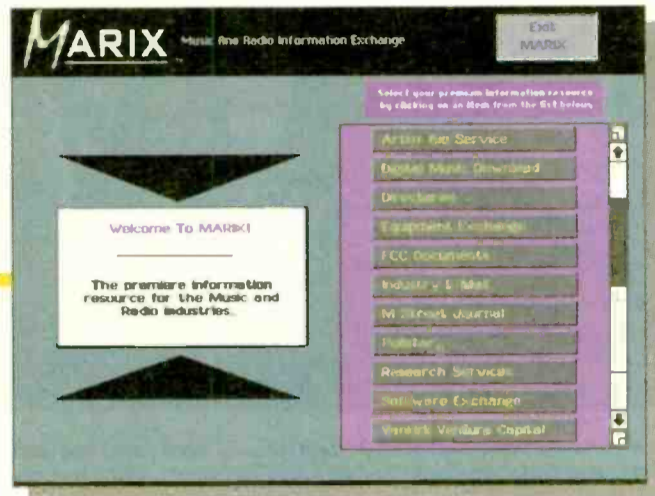 MARIX
Music And Radio Information Exchange
Exit
MARIX
Select your premium information resource
by clicking on an item from the list below
Welcome To MARIX!
The premiere information
resource for the Music and
Radio industries.
Artist Bio Service
Digital Music Download
Directories
Equipment Exchange
FCC Documents
Industry E-Mail
M Street Journal
Pollstar
Research Services
Software Exchange
Venture Capital